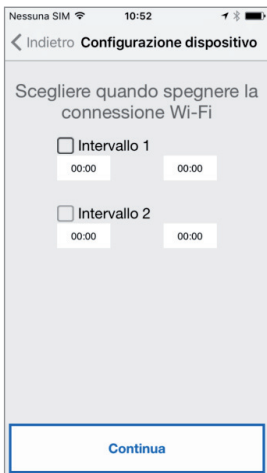 Nessuna SIM 10:52
Indietro Configurazione dispositivo
Scegliere quando spegnere la
connessione Wi-Fi
Intervallo 1
00:00 00:00
Intervallo 2
00:00 00:00
Continua